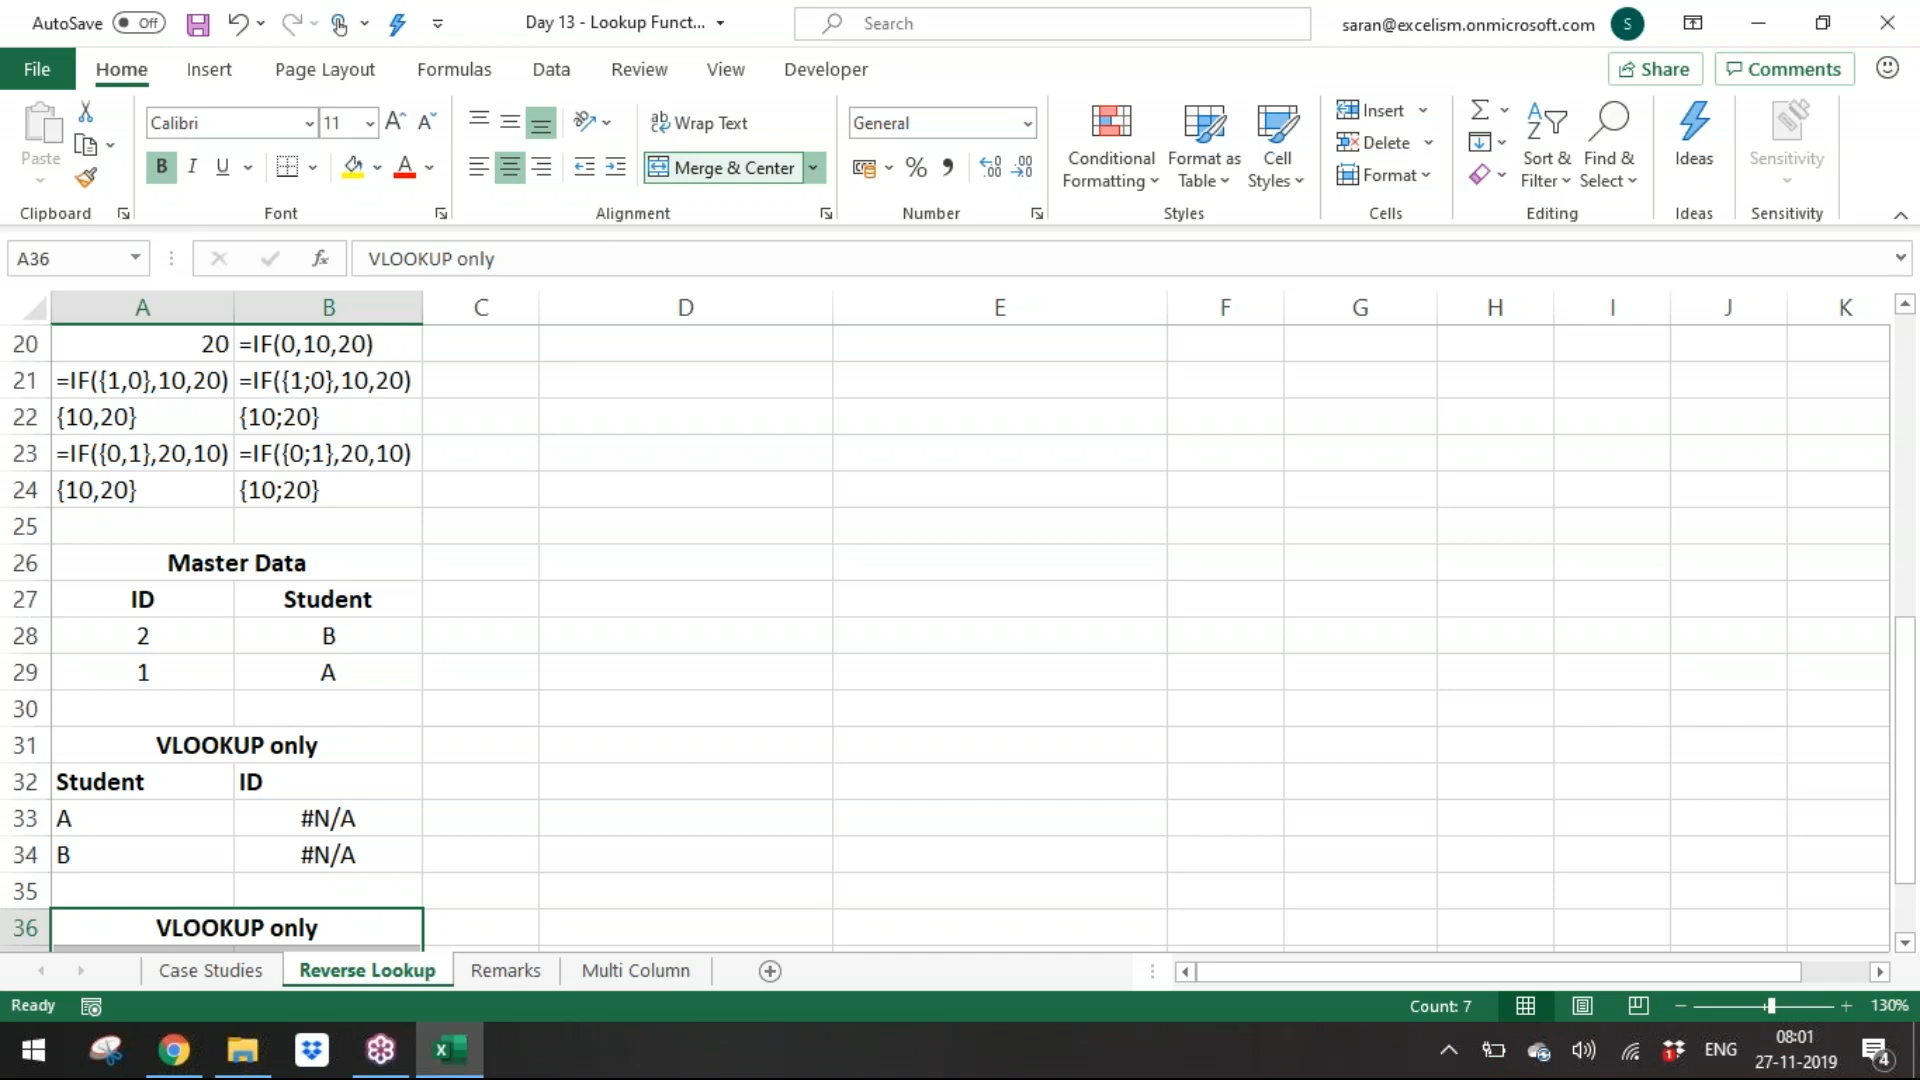 AutoSave Off Day 13 - Lookup Funct... Search saran@excelism.onmicrosoft.com S
File Home Insert Page Layout Formulas Data Review View Developer Share Comments
Paste Calibri 11 Wrap Text General Conditional Formatting Format as Table Cell Styles Insert Delete Format Sort & Filter Find & Select Ideas Sensitivity
B I U Merge & Center
Clipboard Font Alignment Number Styles Cells Editing Ideas Sensitivity
A36 fx VLOOKUP only
A B C D E F G H I J K
20 20 =IF(0,10,20)
21 =IF({1,0},10,20) =IF({1;0},10,20)
22 {10,20} {10;20}
23 =IF({0,1},20,10) =IF({0;1},20,10)
24 {10,20} {10;20}
25
26 Master Data
27 ID Student
28 2 B
29 1 A
30
31 VLOOKUP only
32 Student ID
33 A #N/A
34 B #N/A
35
36 VLOOKUP only
Case Studies Reverse Lookup Remarks Multi Column
Ready Count: 7 130%
ENG 08:01
27-11-2019 4